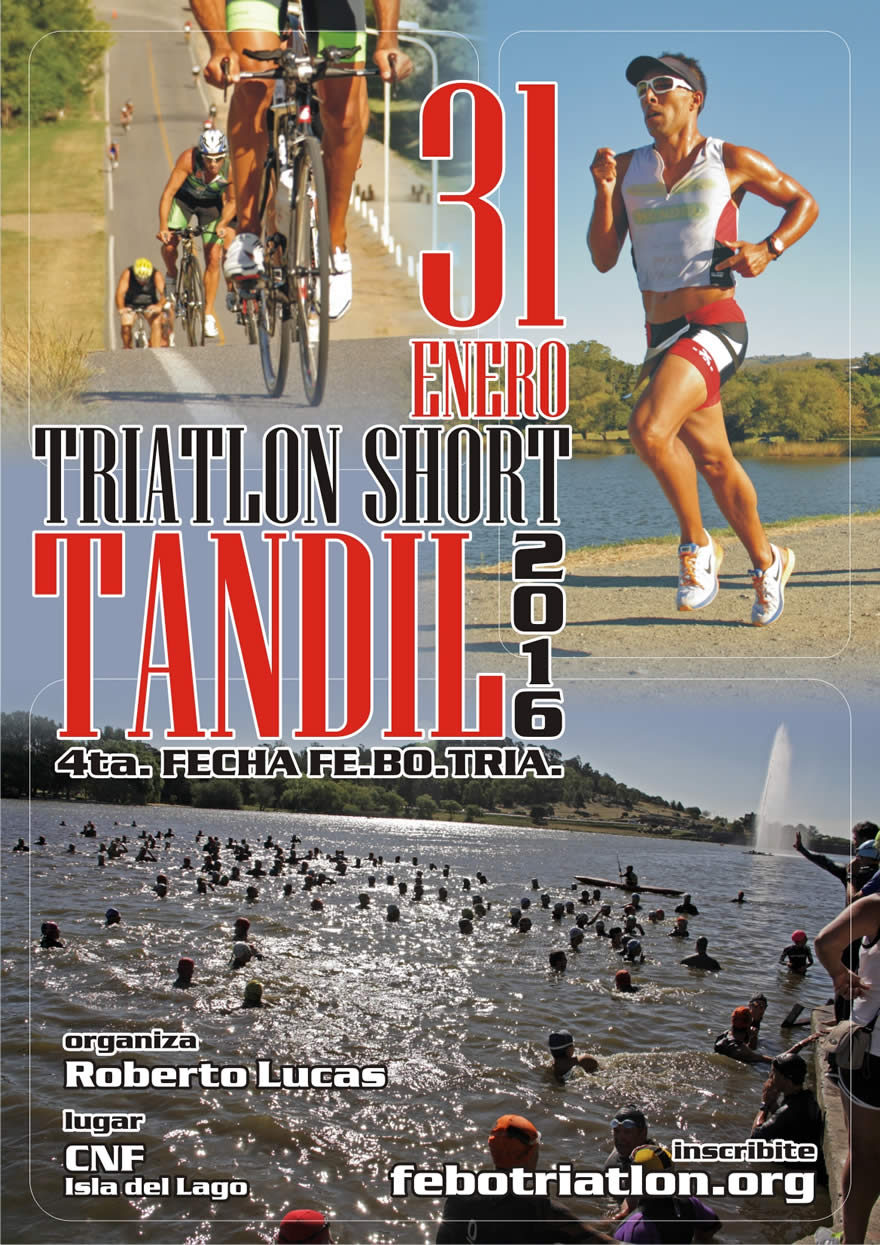 31
ENERO
TRIATLON SHORT
TANDIL
2016
4ta. FECHA FE.BO.TRIA.
organiza
Roberto Lucas
lugar
CNF
Isla del Lago
inscribite
febotriatlon.org